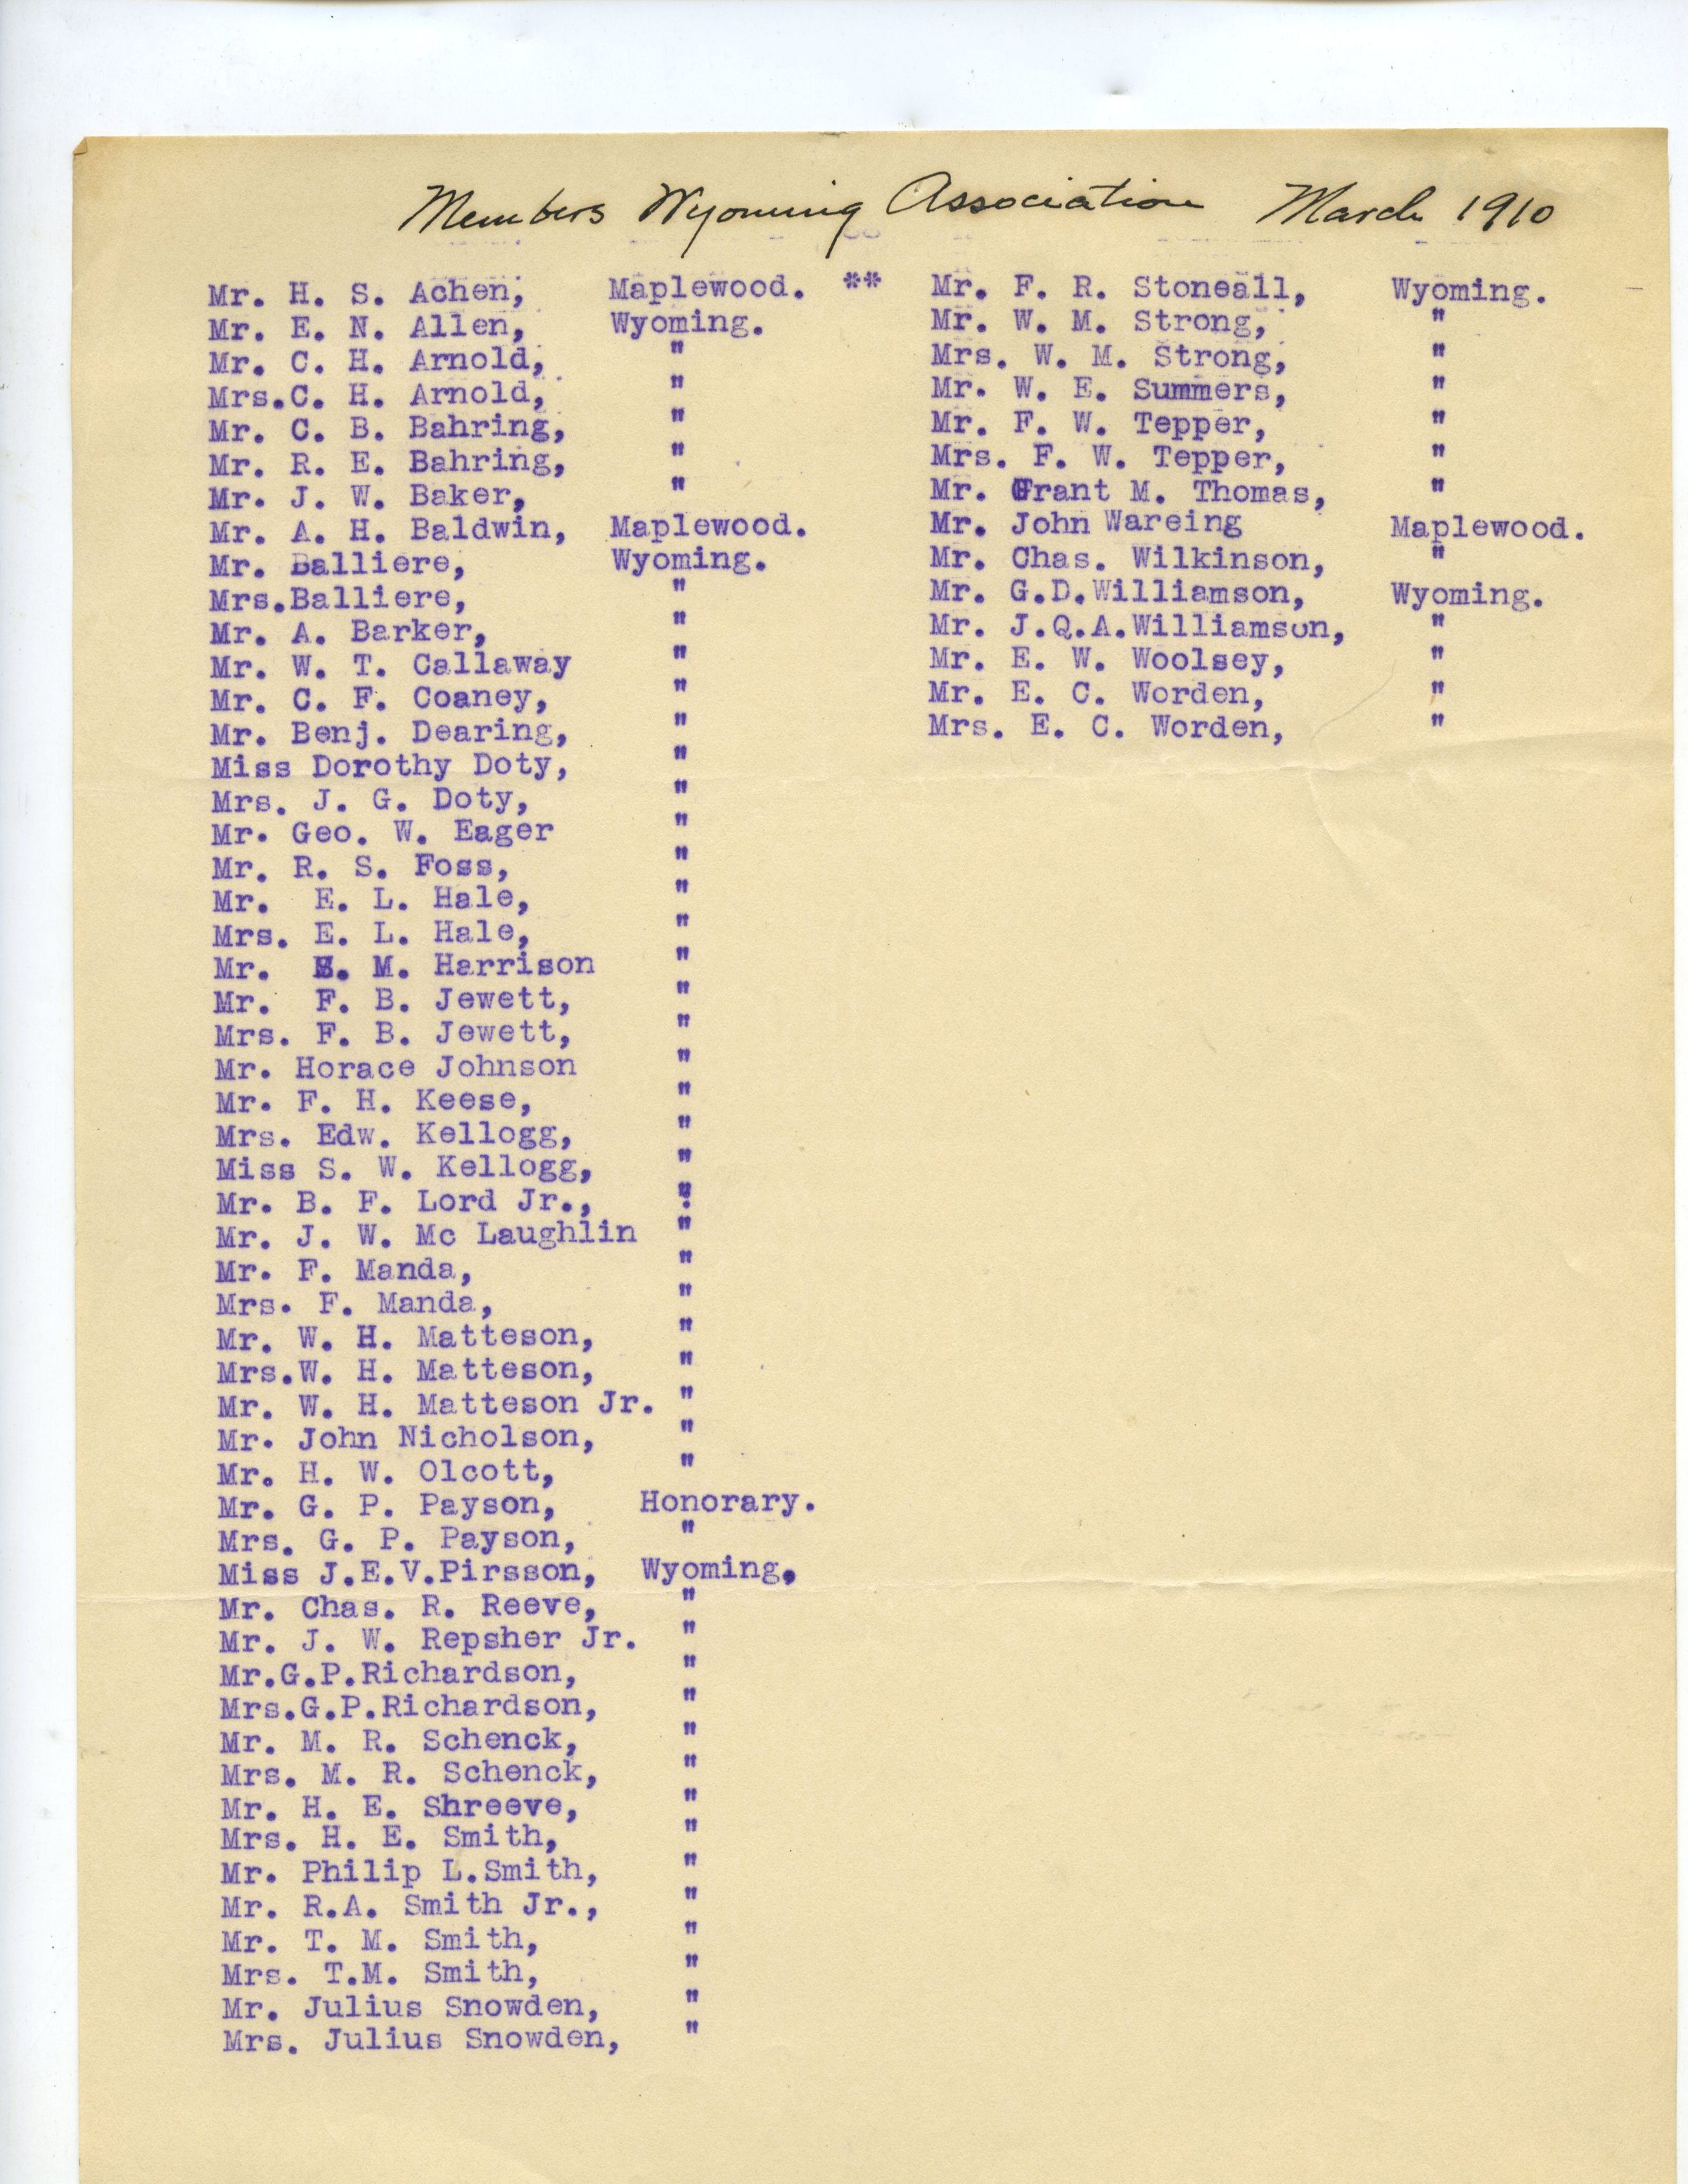 Members Wyoming Association March 1910
Mr. H. S. Achen, Maplewood. **
Mr. E. N. Allen, Wyoming.
Mr. C. H. Arnold, "
Mrs.C. H. Arnold, "
Mr. C. B. Bahring, "
Mr. R. E. Bahring, "
Mr. J. W. Baker, "
Mr. A. H. Baldwin, Maplewood.
Mr. Balliere, Wyoming.
Mrs.Balliere, "
Mr. A. Barker, "
Mr. W. T. Callaway "
Mr. C. F. Coaney, "
Mr. Benj. Dearing, "
Miss Dorothy Doty, "
Mrs. J. G. Doty, "
Mr. Geo. W. Eager "
Mr. R. S. Foss, "
Mr. E. L. Hale, "
Mrs. E. L. Hale, "
Mr. M. Harrison "
Mr. F. B. Jewett, "
Mrs. F. B. Jewett, "
Mr. Horace Johnson "
Mr. F. H. Keese, "
Mrs. Edw. Kellogg, "
Miss S. W. Kellogg, "
Mr. B. F. Lord Jr., "
Mr. J. W. Mc Laughlin "
Mr. F. Manda, "
Mrs. F. Manda, "
Mr. W. H. Matteson, "
Mrs.W. H. Matteson, "
Mr. W. H. Matteson Jr. "
Mr. John Nicholson, "
Mr. H. W. Olcott, "
Mr. G. P. Payson, Honorary.
Mrs. G. P. Payson, "
Miss J.E.V.Pirsson, Wyoming,
Mr. Chas. R. Reeve, "
Mr. J. W. Repsher Jr. "
Mr.G.P.Richardson, "
Mrs.G.P.Richardson, "
Mr. M. R. Schenck, "
Mrs. M. R. Schenck, "
Mr. H. E. Shreeve, "
Mrs. H. E. Smith, "
Mr. Philip L.Smith, "
Mr. R.A. Smith Jr., "
Mr. T. M. Smith, "
Mrs. T.M. Smith, "
Mr. Julius Snowden, "
Mrs. Julius Snowden, "
Mr. F. R. Stoneall, Wyoming.
Mr. W. M. Strong, "
Mrs. W. M. Strong, "
Mr. W. E. Summers, "
Mr. F. W. Tepper, "
Mrs. F. W. Tepper, "
Mr. Grant M. Thomas, "
Mr. John Wareing Maplewood.
Mr. Chas. Wilkinson, "
Mr. G.D.Williamson, Wyoming.
Mr. J.Q.A.Williamson, "
Mr. E. W. Woolsey, "
Mr. E. C. Worden, "
Mrs. E. C. Worden, "